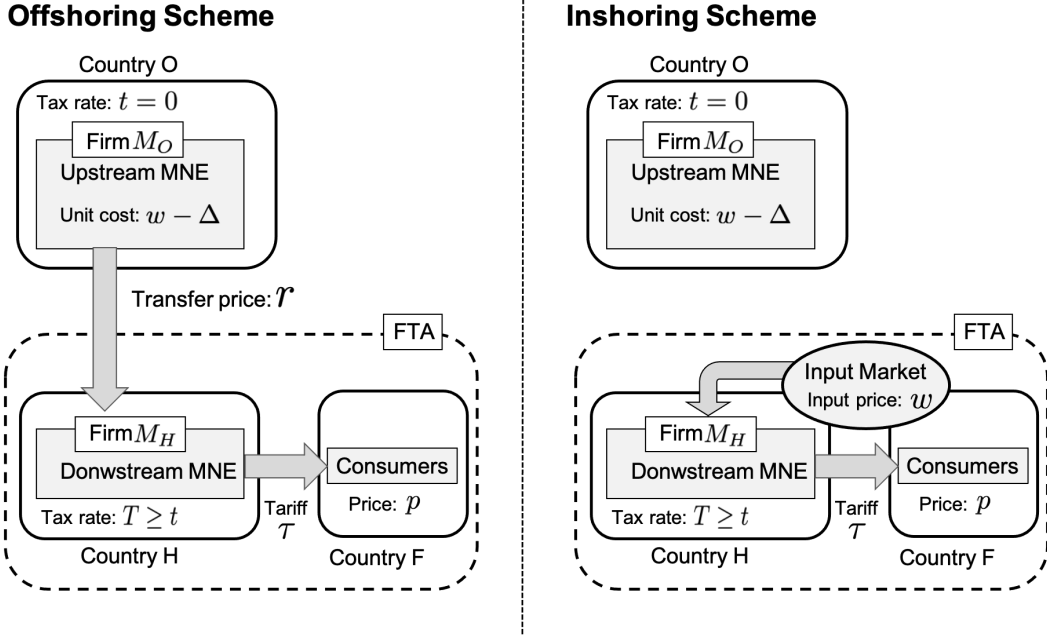 Offshoring Scheme
Country O
Tax rate: t = 0
Firm M_O
Upstream MNE
Unit cost: w − Δ
Transfer price: r
FTA
Firm M_H
Donwstream MNE
Tax rate: T ≥ t
Country H
Tariff
τ
Consumers
Price: p
Country F
Inshoring Scheme
Country O
Tax rate: t = 0
Firm M_O
Upstream MNE
Unit cost: w − Δ
FTA
Input Market
Input price: w
Firm M_H
Donwstream MNE
Tax rate: T ≥ t
Country H
Tariff
τ
Consumers
Price: p
Country F